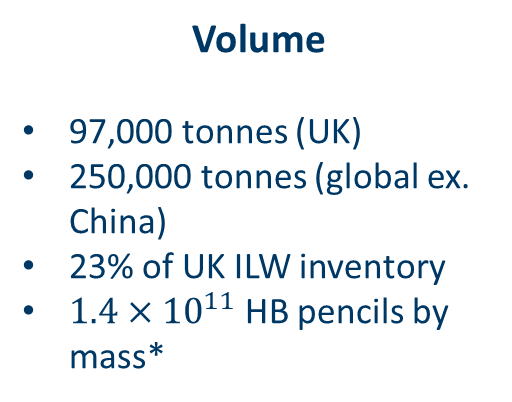 Volume
• 97,000 tonnes (UK)
• 250,000 tonnes (global ex.
China)
• 23% of UK ILW inventory
• 1.4 × 10¹¹ HB pencils by
mass*